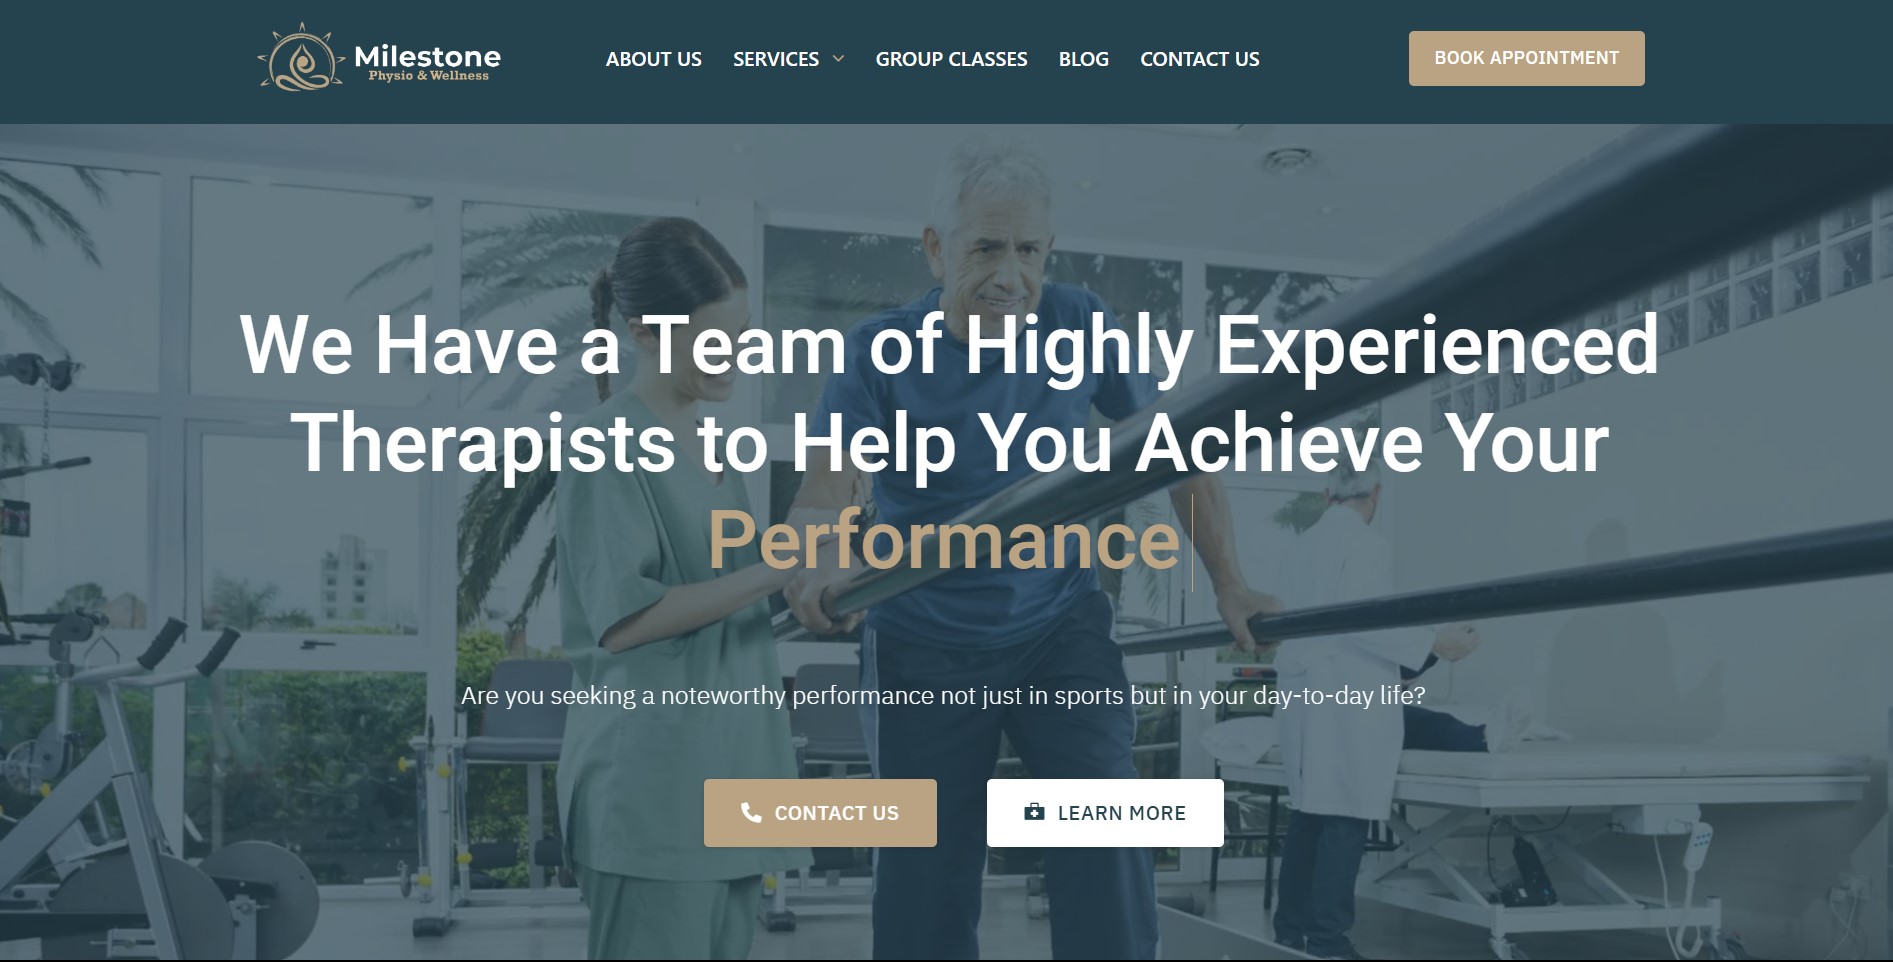 Milestone
Physio & Wellness
ABOUT US
SERVICES
GROUP CLASSES
BLOG
CONTACT US
BOOK APPOINTMENT
We Have a Team of Highly Experienced
Therapists to Help You Achieve Your
Performance
Are you seeking a noteworthy performance not just in sports but in your day-to-day life?
CONTACT US
LEARN MORE